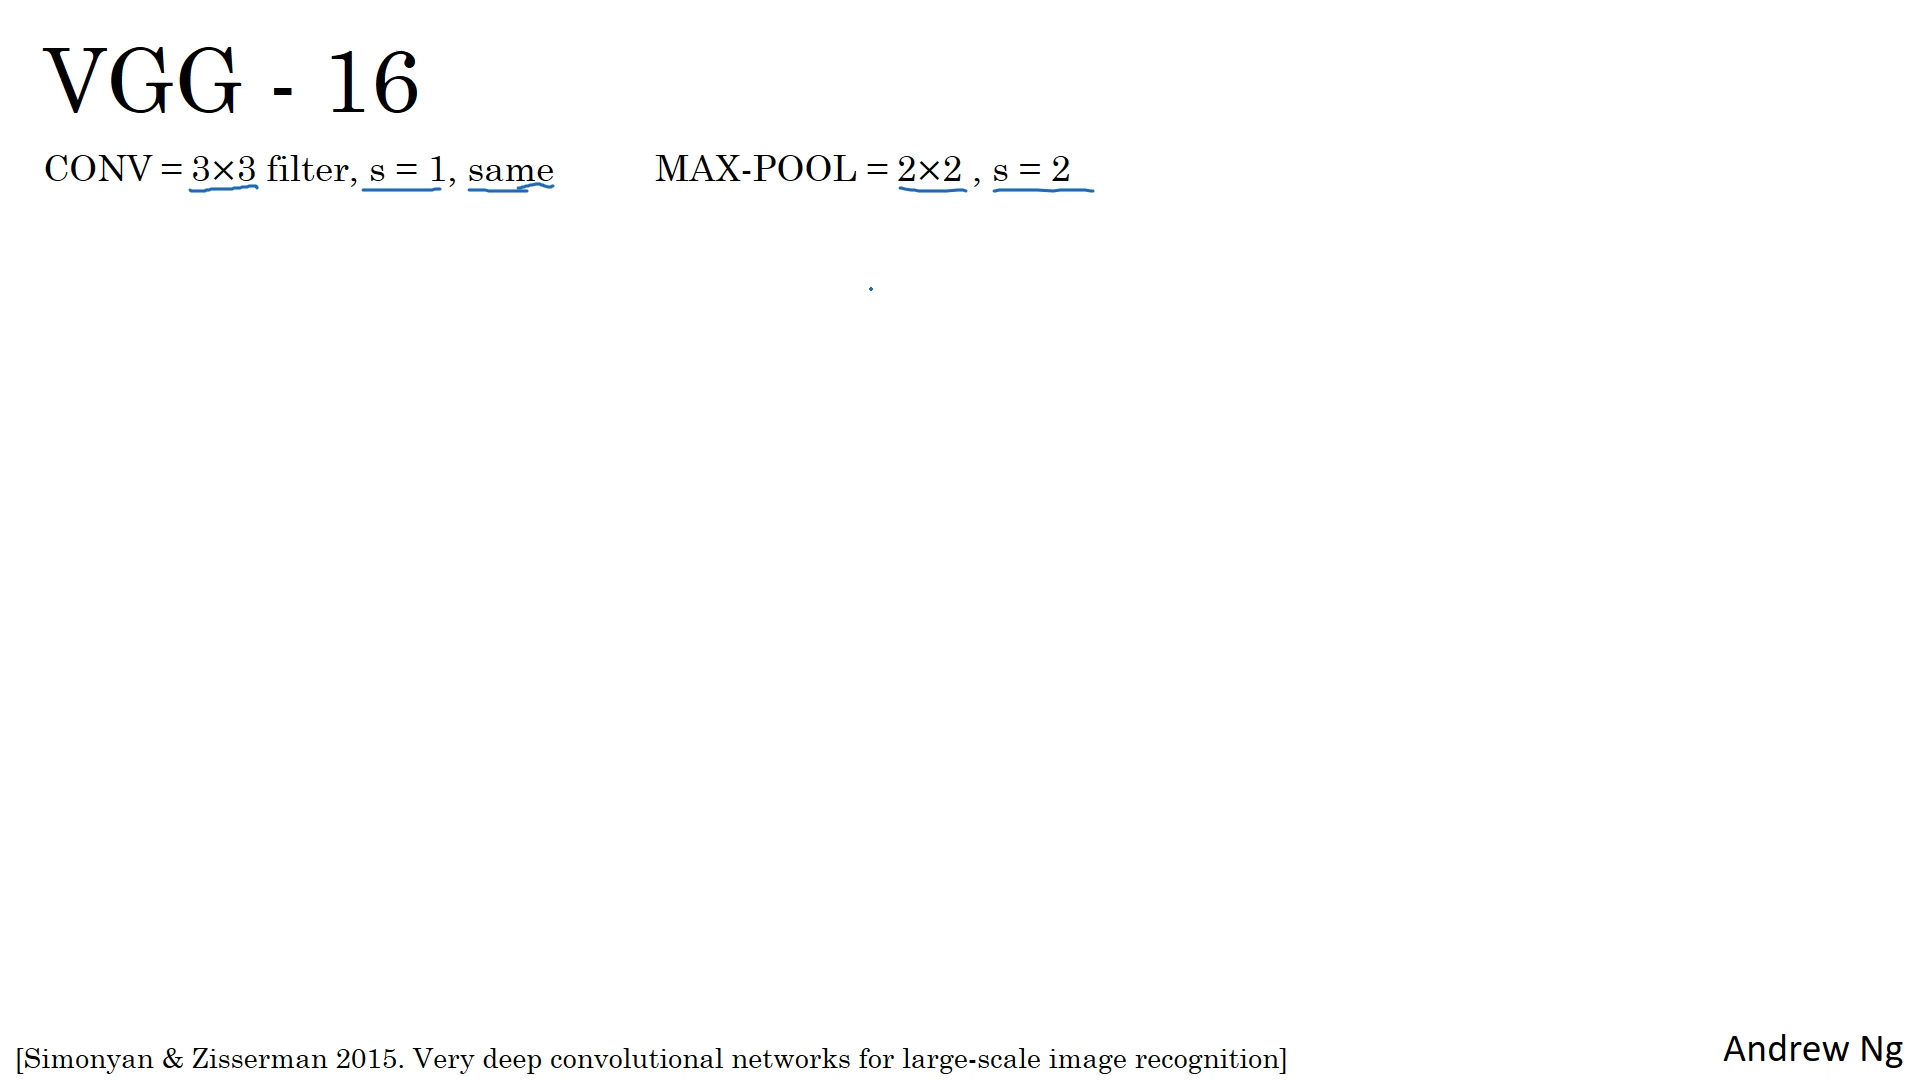 VGG - 16
CONV = 3×3 filter, s = 1, same MAX-POOL = 2×2 , s = 2
[Simonyan & Zisserman 2015. Very deep convolutional networks for large-scale image recognition]
Andrew Ng